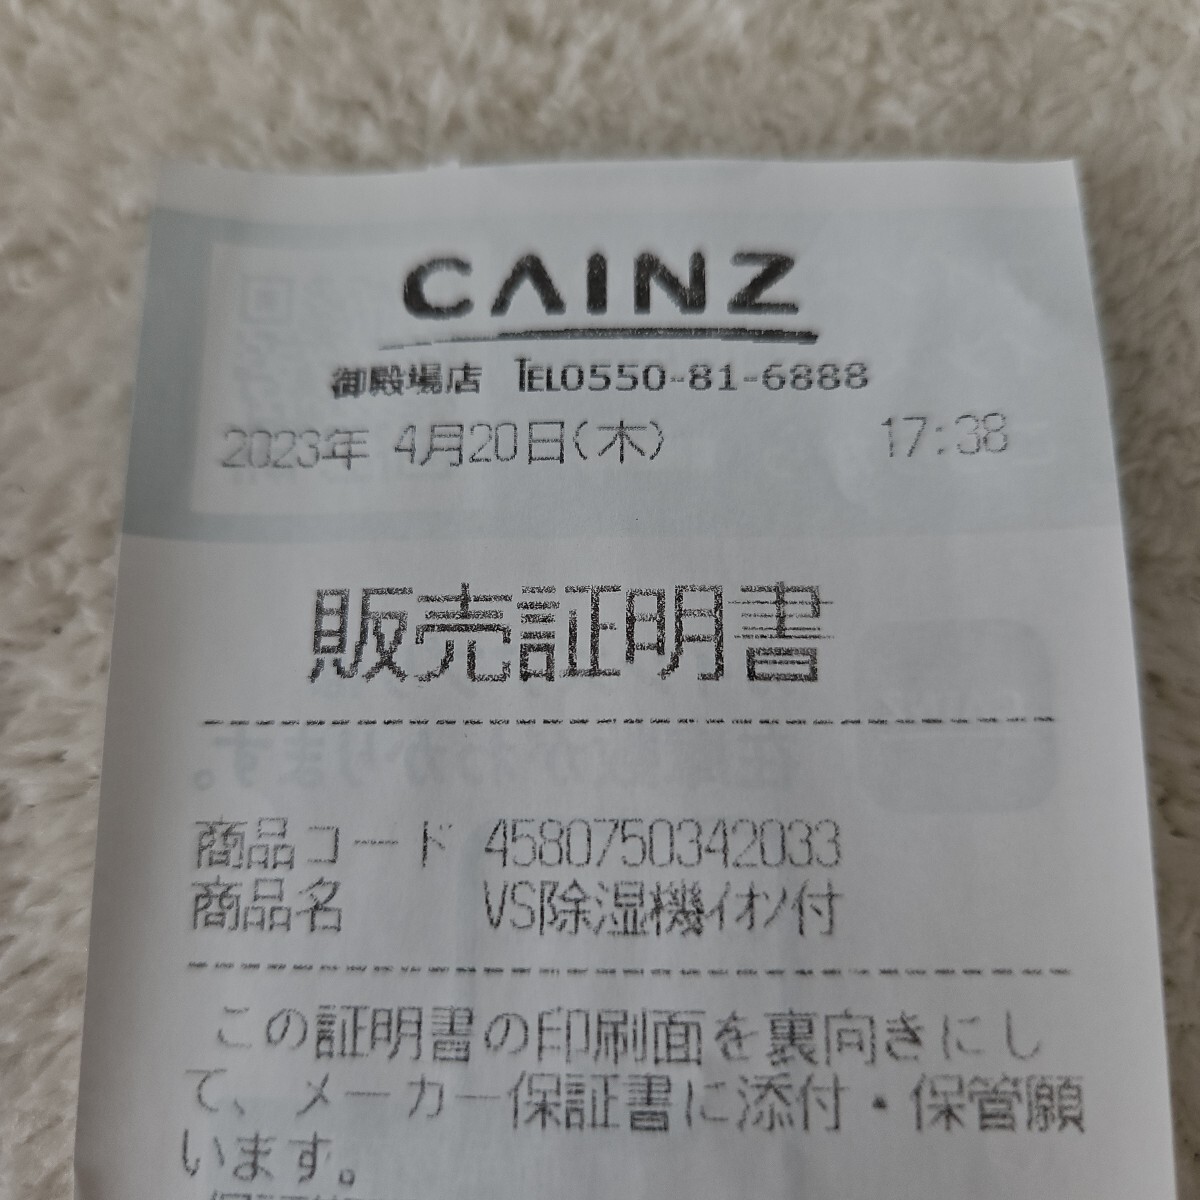 CAINZ
御殿場店 TEL0550-81-6888
2023年 4月20日(木) 17:38
販売証明書
商品コード 4580750342033
商品名 VS除湿機ｲｵﾝ付
この証明書の印刷面を裏向きにし
て、メーカー保証書に添付・保管願
います。